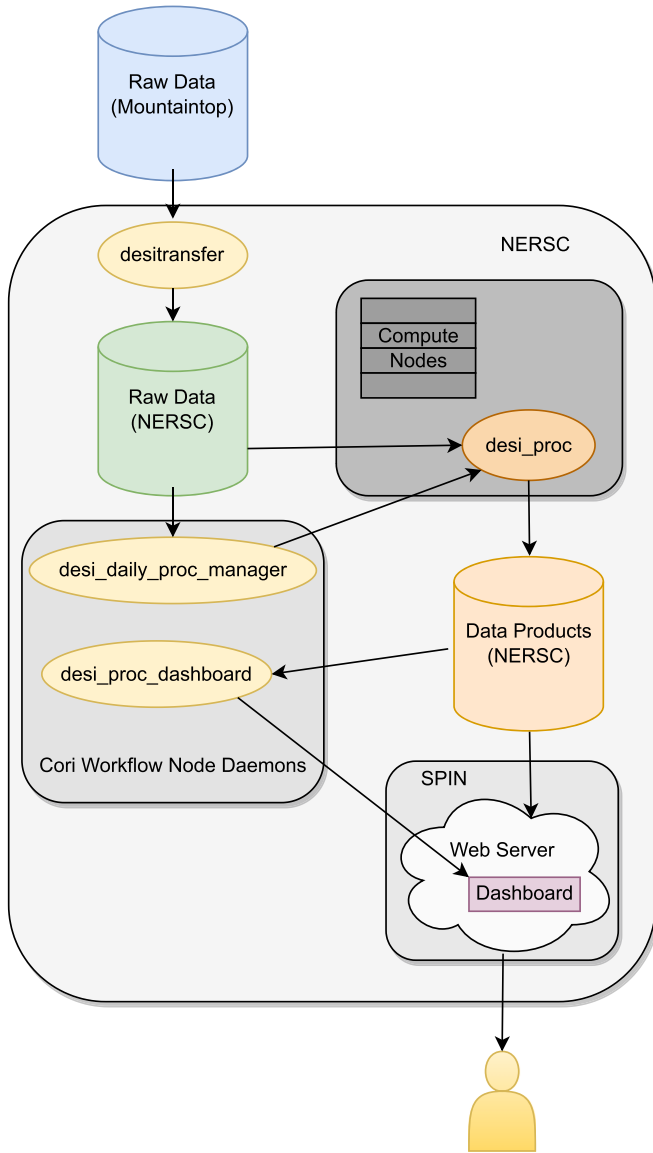 Raw Data
(Mountaintop)
NERSC
desitransfer
Compute
Nodes
Raw Data
(NERSC)
desi_proc
desi_daily_proc_manager
Data Products
(NERSC)
desi_proc_dashboard
Cori Workflow Node Daemons
SPIN
Web Server
Dashboard